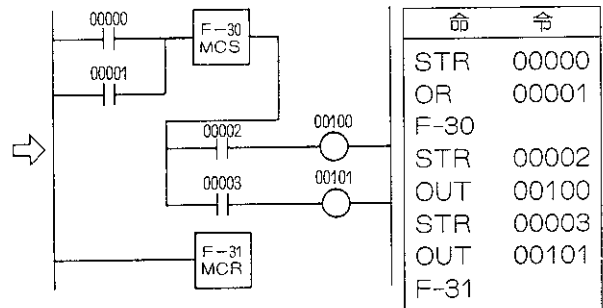 00000
F-30
MCS
00001
00002
00100
00003
00101
F-31
MCR
命 令
STR 00000
OR 00001
F-30
STR 00002
OUT 00100
STR 00003
OUT 00101
F-31